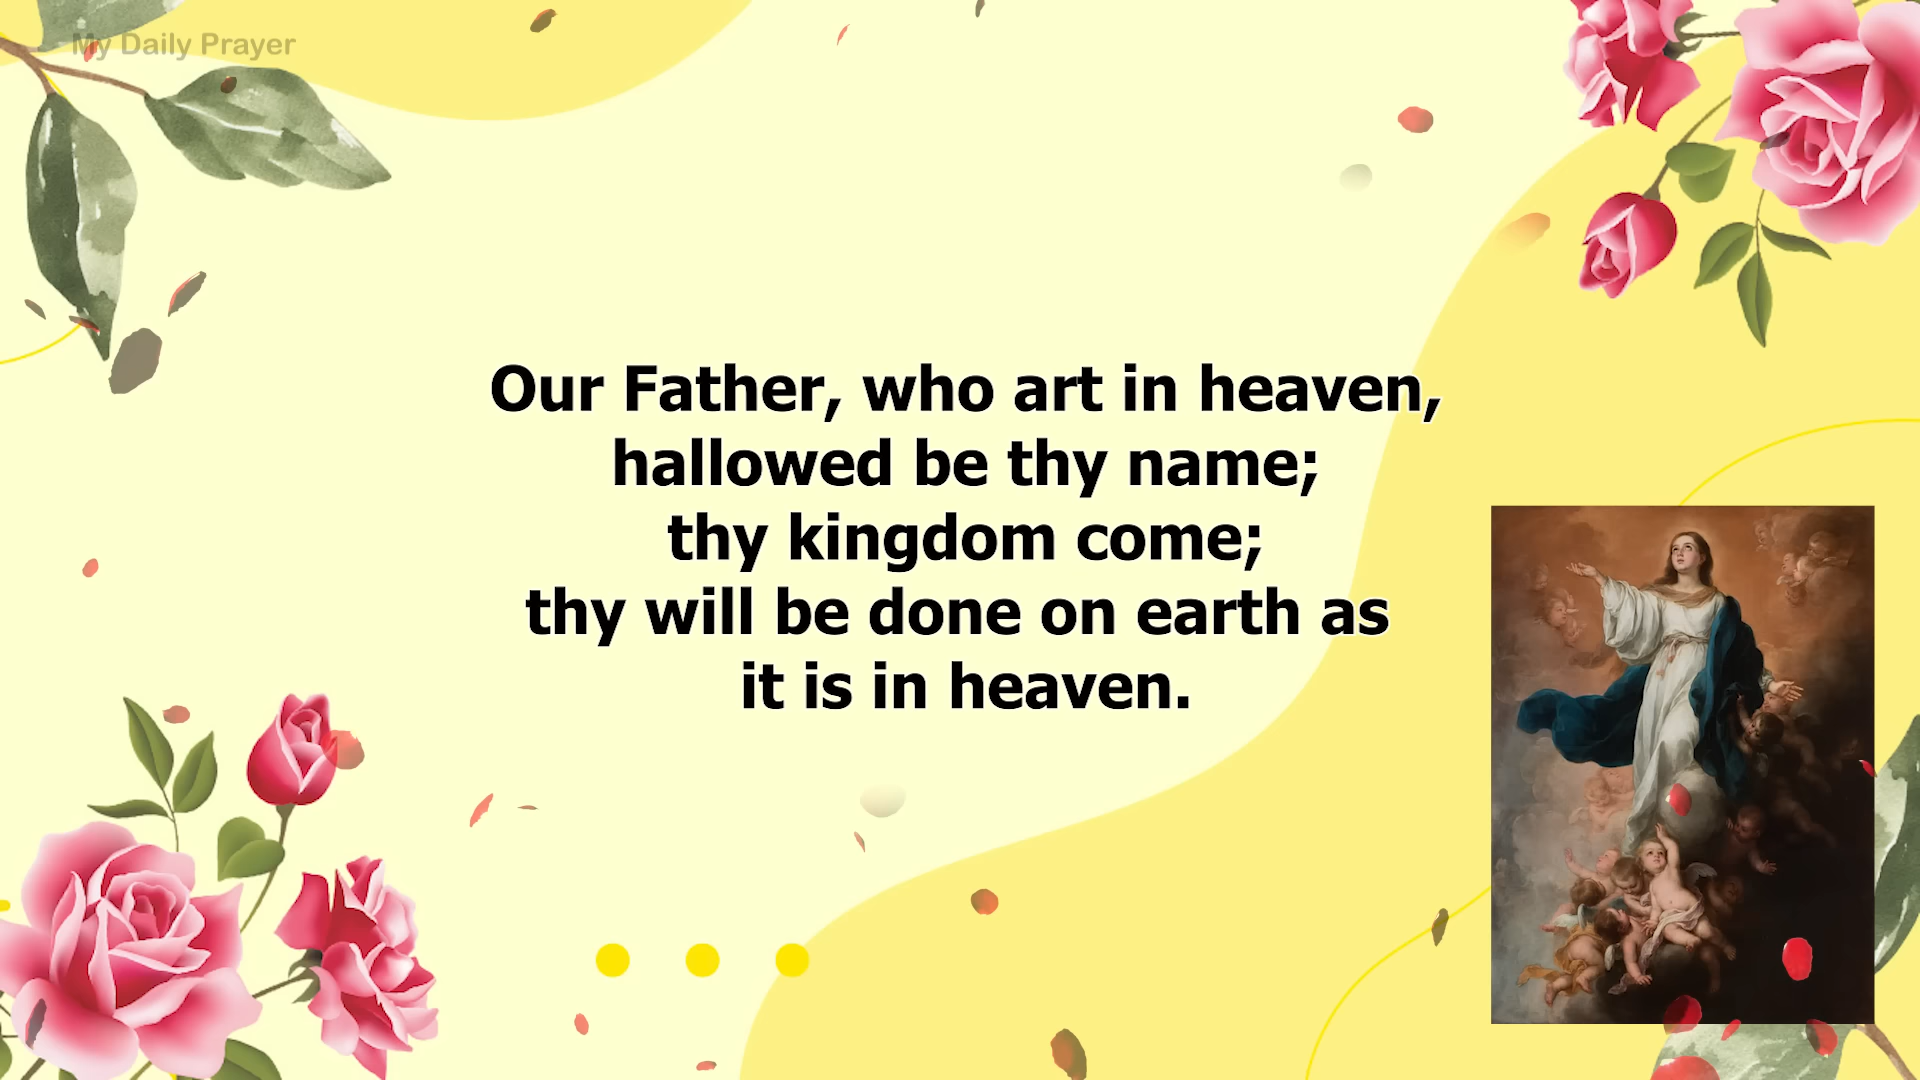 My Daily Prayer
Our Father, who art in heaven,
hallowed be thy name;
thy kingdom come;
thy will be done on earth as
it is in heaven.